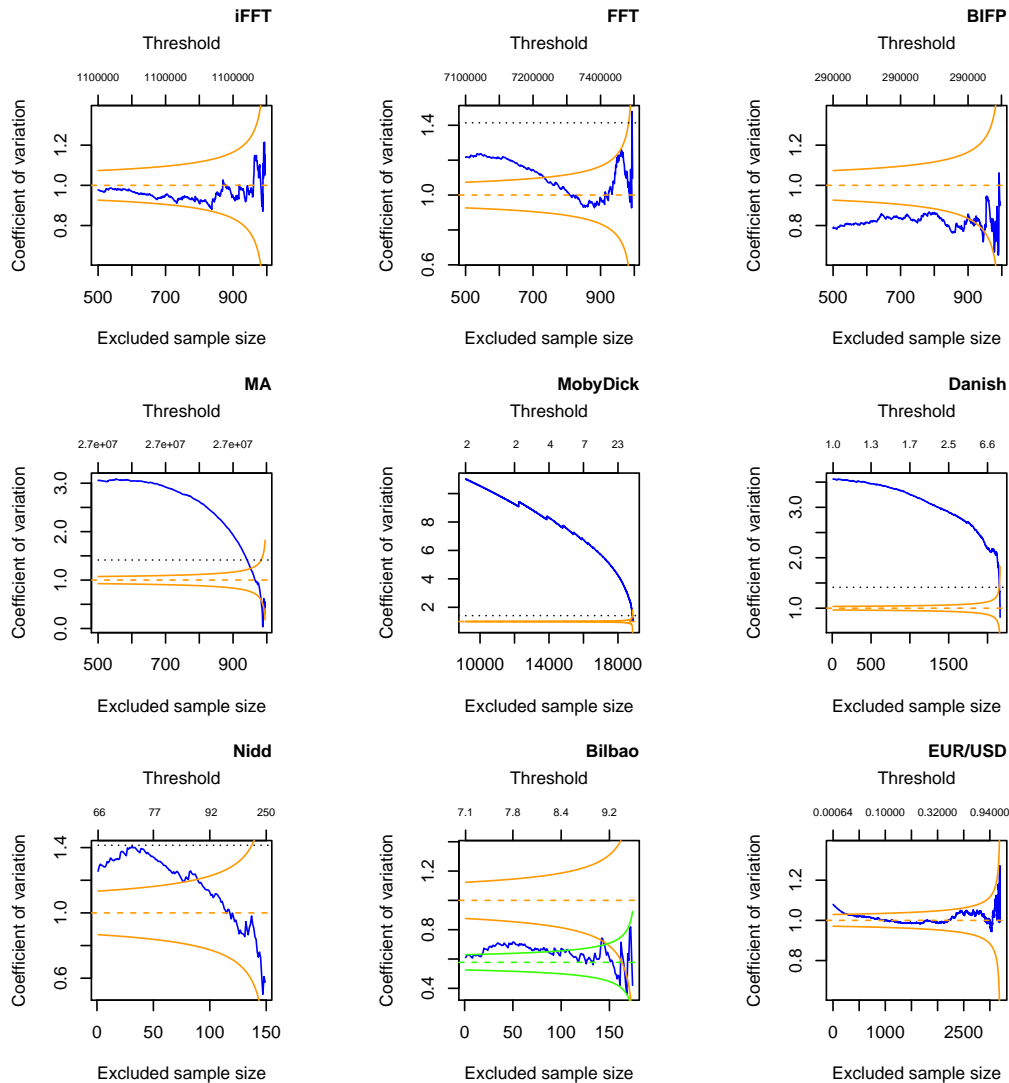 iFFT
Threshold
1100000 1100000 1100000
Coefficient of variation
0.8 1.0 1.2
500 700 900
Excluded sample size
FFT
Threshold
7100000 7200000 7400000
Coefficient of variation
0.6 1.0 1.4
500 700 900
Excluded sample size
BIFP
Threshold
290000 290000 290000
Coefficient of variation
0.8 1.0 1.2
500 700 900
Excluded sample size
MA
Threshold
2.7e+07 2.7e+07 2.7e+07
Coefficient of variation
0.0 1.0 2.0 3.0
500 700 900
Excluded sample size
MobyDick
Threshold
2 2 4 7 23
Coefficient of variation
2 4 6 8
10000 14000 18000
Excluded sample size
Danish
Threshold
1.0 1.3 1.7 2.5 6.6
Coefficient of variation
1.0 2.0 3.0
0 500 1500
Excluded sample size
Nidd
Threshold
66 77 92 250
Coefficient of variation
0.6 1.0 1.4
0 50 100 150
Excluded sample size
Bilbao
Threshold
7.1 7.8 8.4 9.2
Coefficient of variation
0.4 0.8 1.2
0 50 100 150
Excluded sample size
EUR/USD
Threshold
0.00064 0.10000 0.32000 0.94000
Coefficient of variation
0.8 1.0 1.2
0 1000 2500
Excluded sample size